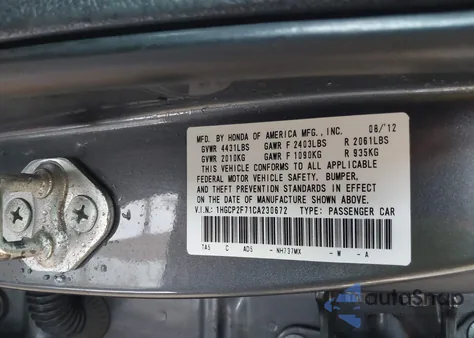 MFD. BY HONDA OF AMERICA MFG., INC. 08/'12
GVWR 4431LBS GAWR F 2403LBS R 2061LBS
GVWR 2010KG GAWR F 1090KG R 935KG
THIS VEHICLE CONFORMS TO ALL APPLICABLE
FEDERAL MOTOR VEHICLE SAFETY, BUMPER,
AND THEFT PREVENTION STANDARDS IN EFFECT
ON THE DATE OF MANUFACTURE SHOWN ABOVE.
V.I.N.: 1HGCP2F71CA230672 TYPE: PASSENGER CAR
TA5 C AD5 - NH737MX - W - A
autoSnap